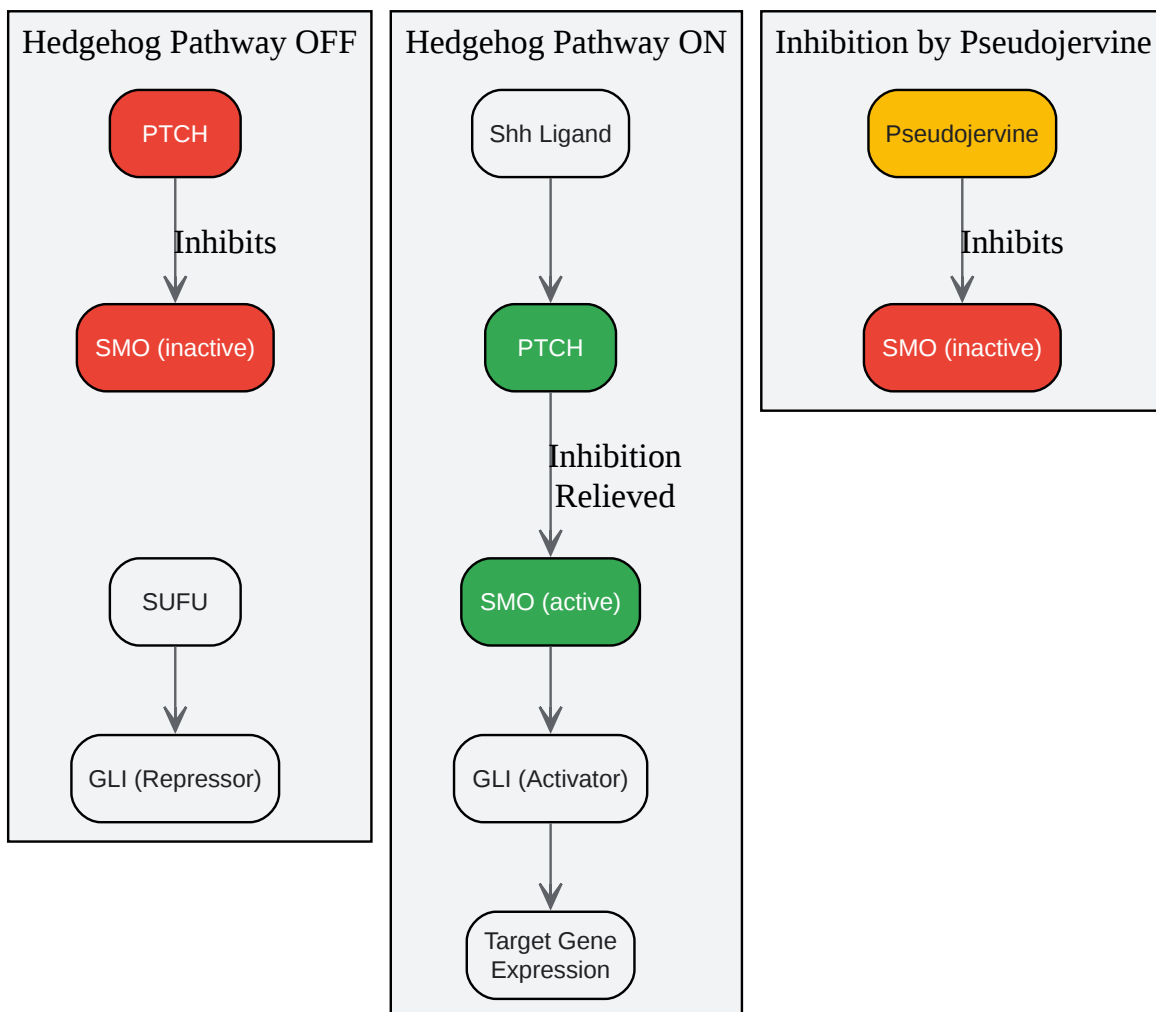 Hedgehog Pathway OFF
PTCH
Inhibits
SMO (inactive)
SUFU
GLI (Repressor)
Hedgehog Pathway ON
Shh Ligand
PTCH
Inhibition
Relieved
SMO (active)
GLI (Activator)
Target Gene
Expression
Inhibition by Pseudojervine
Pseudojervine
Inhibits
SMO (inactive)